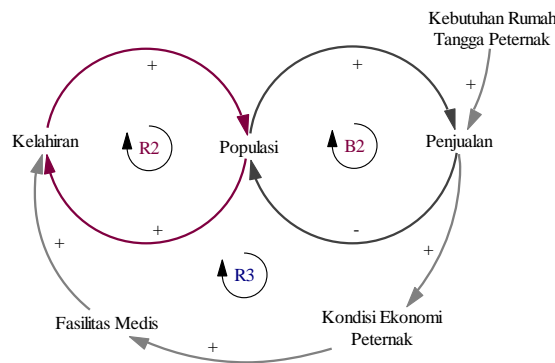 Kebutuhan Rumah
Tangga Peternak
+
+
+
Kelahiran
R2
Populasi
B2
Penjualan
+
-
+
+
R3
Fasilitas Medis
+
Kondisi Ekonomi
Peternak